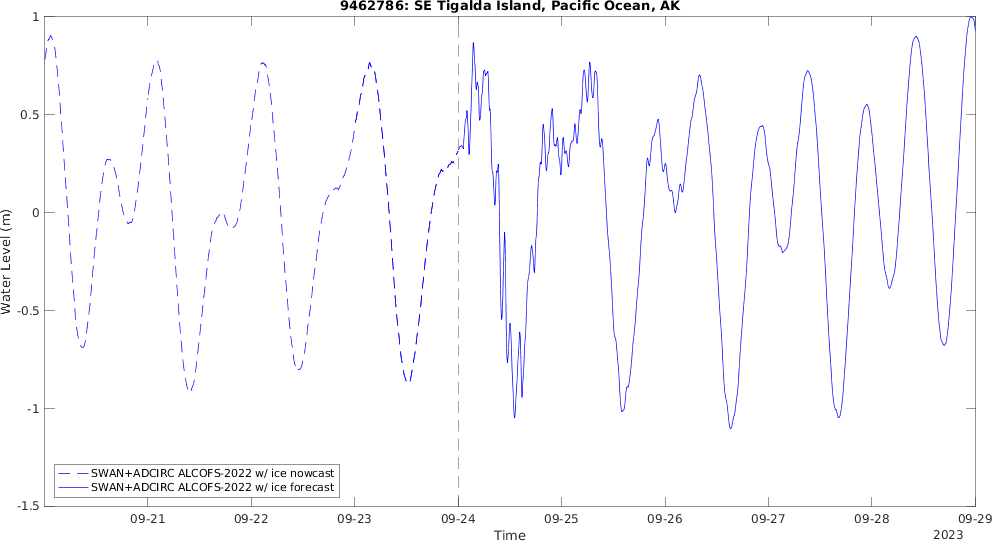 9462786: SE Tigalda Island, Pacific Ocean, AK
1
0.5
0
-0.5
-1
-1.5
Water Level (m)
SWAN+ADCIRC ALCOFS-2022 w/ ice nowcast
SWAN+ADCIRC ALCOFS-2022 w/ ice forecast
09-21 09-22 09-23 09-24 09-25 09-26 09-27 09-28 09-29
Time
2023